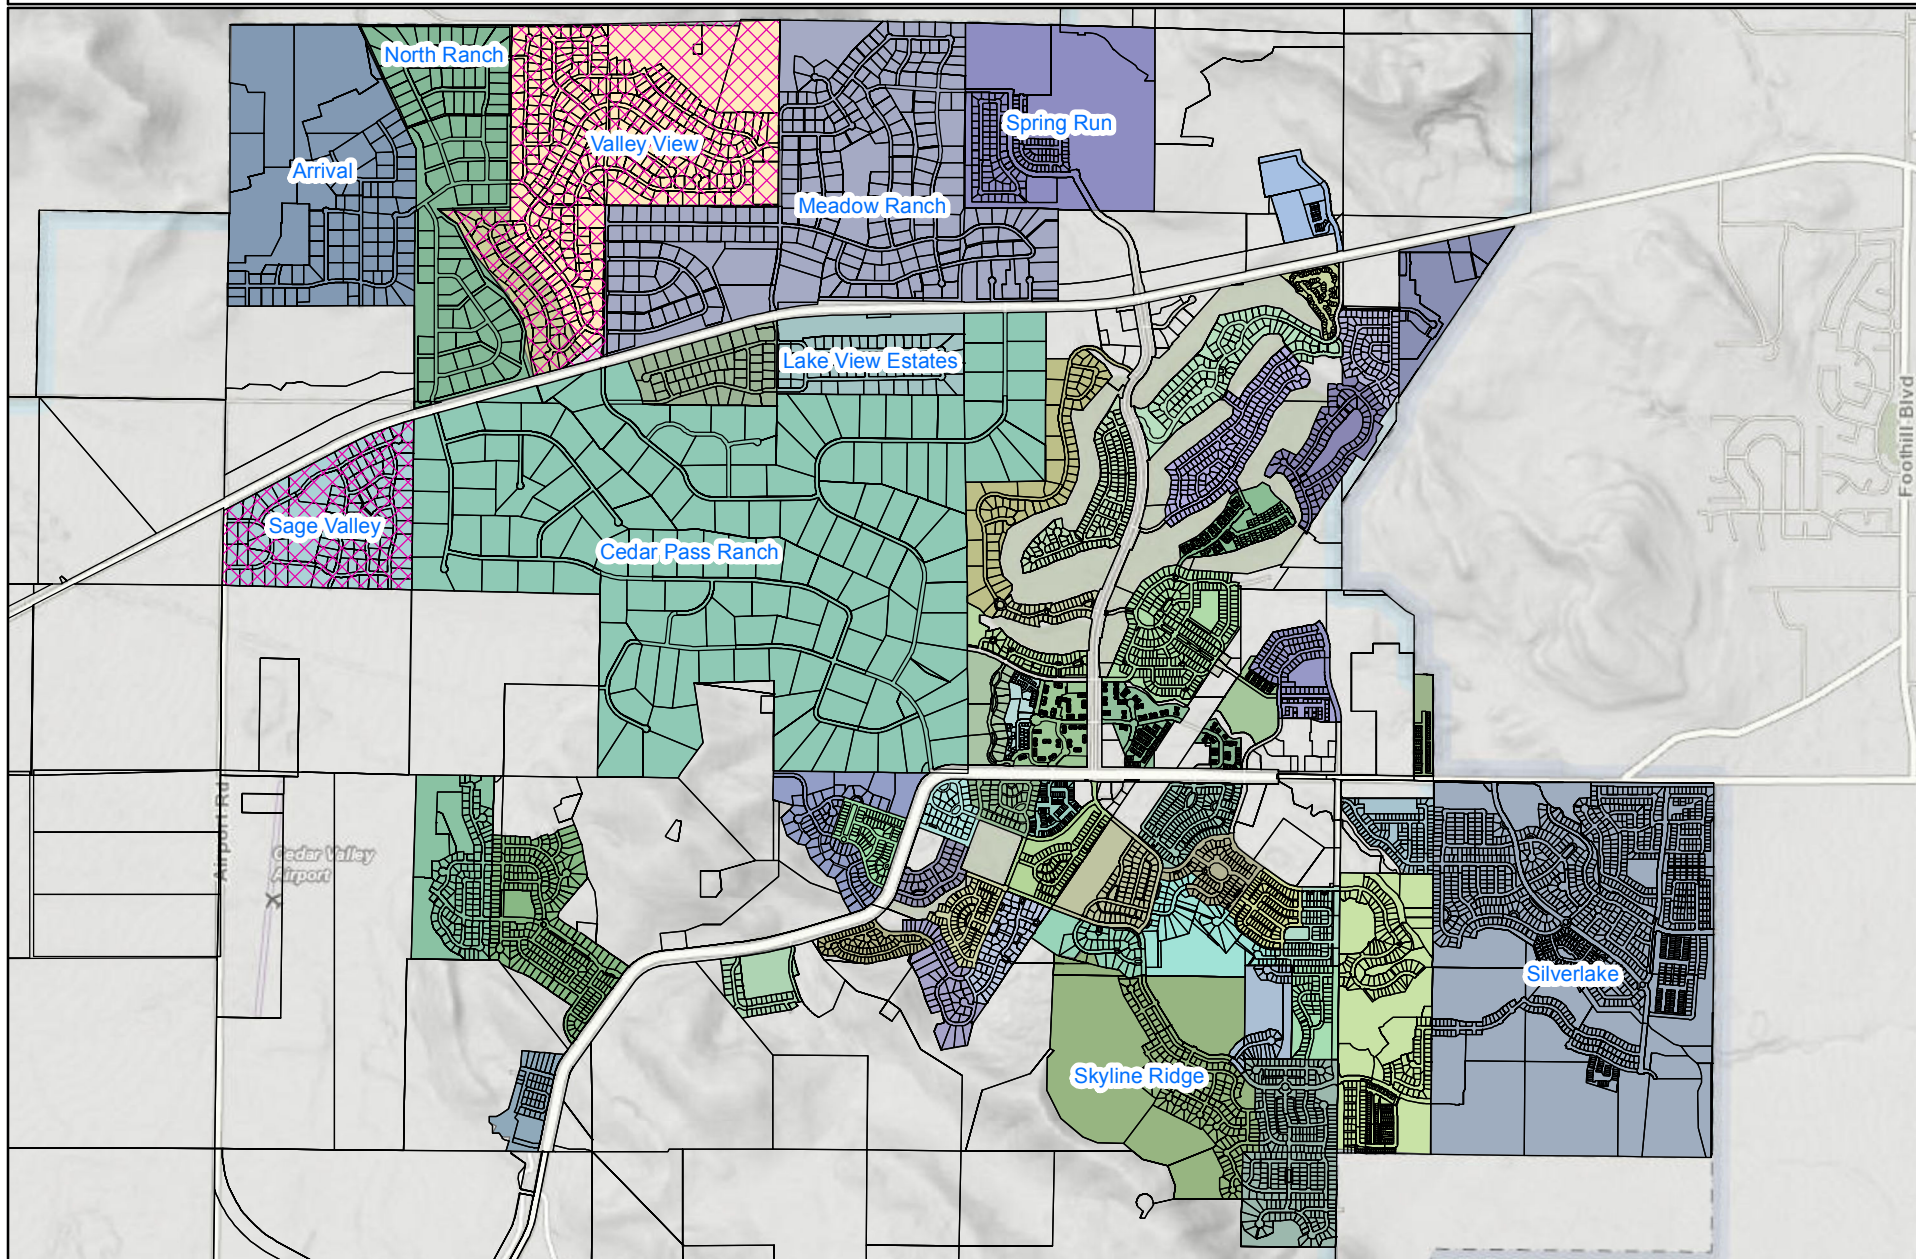 North Ranch
Spring Run
Valley View
Arrival
Meadow Ranch
Lake View Estates
Foothill Blvd
Sage Valley
Cedar Pass Ranch
Airport Rd
Cedar Valley
Airport
Silverlake
Skyline Ridge